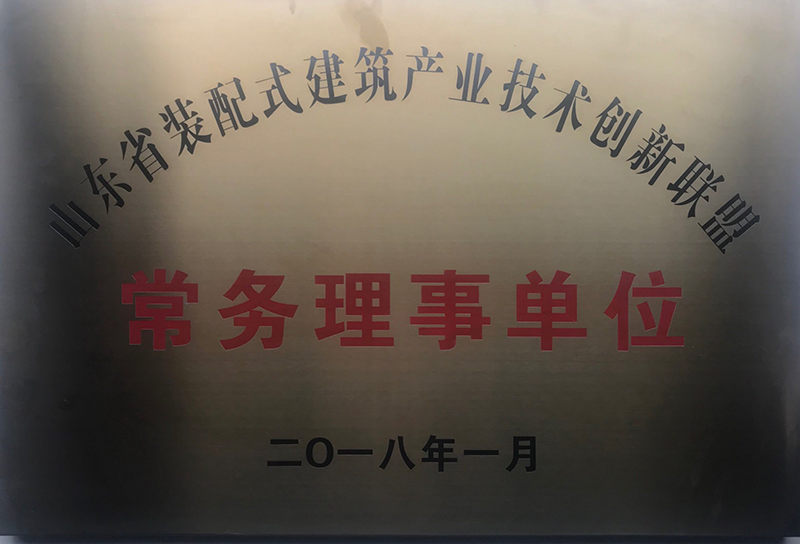 山东省装配式建筑产业技术创新联盟
常务理事单位
二〇一八年一月